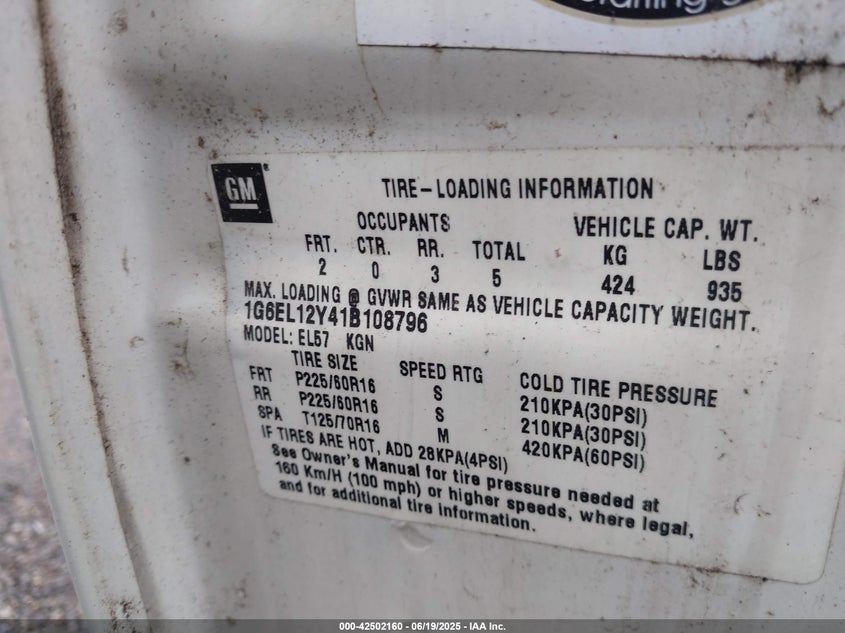 GM
TIRE-LOADING INFORMATION
OCCUPANTS VEHICLE CAP. WT.
FRT. CTR. RR. TOTAL KG LBS
2 0 3 5 424 935
MAX. LOADING @ GVWR SAME AS VEHICLE CAPACITY WEIGHT.
1G6EL12Y41B108796
MODEL: EL57 KGN
TIRE SIZE SPEED RTG COLD TIRE PRESSURE
FRT P225/60R16 S 210KPA(30PSI)
RR P225/60R16 S 210KPA(30PSI)
SPA T125/70R16 M 420KPA(60PSI)
IF TIRES ARE HOT, ADD 28KPA(4PSI)
See Owner's Manual for tire pressure needed at
160 Km/H (100 mph) or higher speeds, where legal,
and for additional tire information.
000-42502160 - 06/19/2025 - IAA Inc.